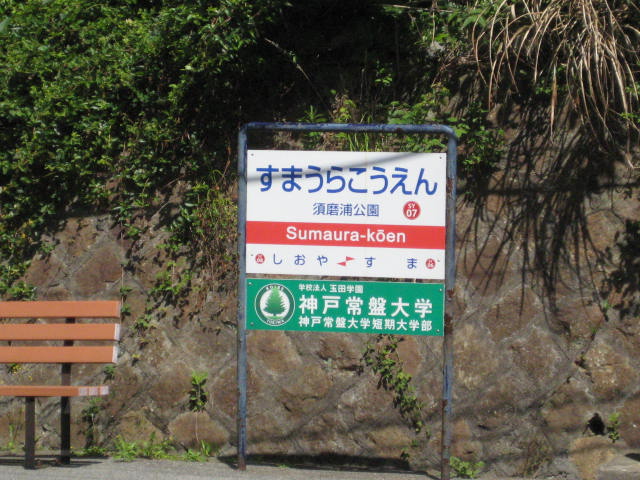 すまうらこうえん
須磨浦公園
SY
07
Sumaura-kōen
しおや
すま
学校法人 玉田学園
神戸常盤大学
神戸常盤大学短期大学部